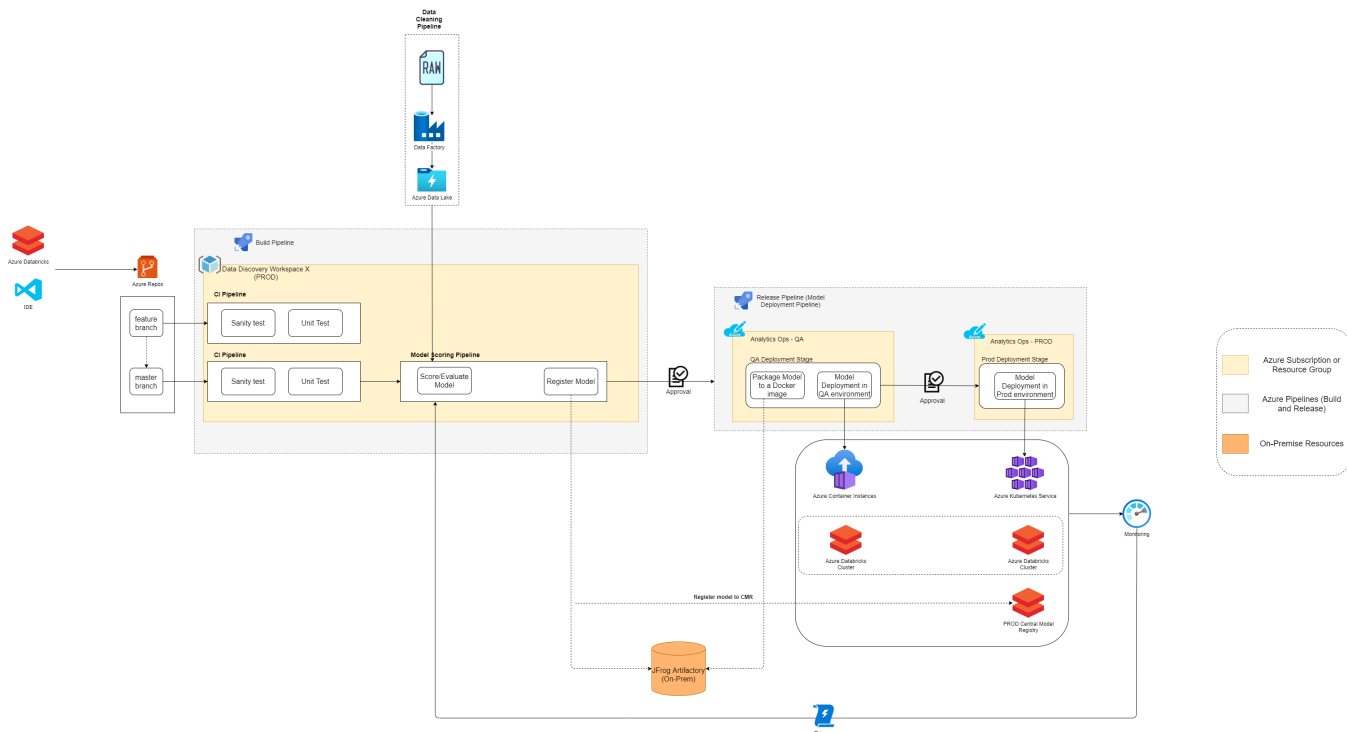 Data
Cleaning
Pipeline
RAW
Data Factory
Azure Data Lake
Azure Databricks
IDE
Azure Repos
feature
branch
master
branch
Build Pipeline
Data Discovery Workspace X
(PROD)
CI Pipeline
Sanity test
Unit Test
CI Pipeline
Sanity test
Unit Test
Model Scoring Pipeline
Score/Evaluate
Model
Register Model
Approval
Release Pipeline (Model
Deployment Pipeline)
Analytics Ops - QA
QA Deployment Stage
Package Model
to a Docker
image
Model
Deployment in
QA environment
Approval
Analytics Ops - PROD
Prod Deployment Stage
Model
Deployment in
Prod environment
Azure Container Instances
Azure Kubernetes Service
Azure Databricks
Cluster
Azure Databricks
Cluster
Monitoring
Register model to CMR
PROD Central Model
Registry
JFrog Artifactory
(On-Prem)
Azure Subscription or
Resource Group
Azure Pipelines (Build
and Release)
On-Premise Resources